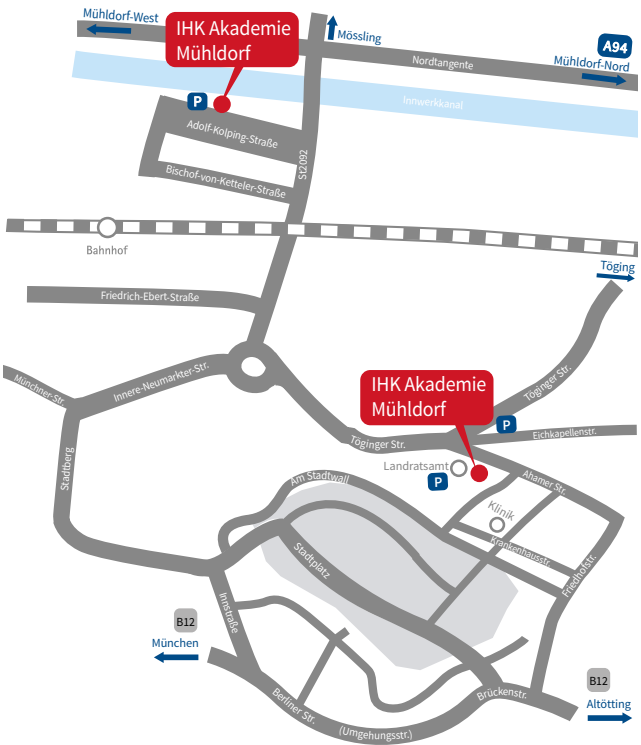 Mühldorf-West
IHK Akademie
Mühldorf
Mössling
A94
Mühldorf-Nord
Nordtangente
Innwerkkanal
P
Adolf-Kolping-Straße
St2092
Bischof-von-Ketteler-Straße
Bahnhof
Töging
Friedrich-Ebert-Straße
Innere-Neumarkter-Str.
Münchner-Str.
IHK Akademie
Mühldorf
Töginger Str.
P
Eichkapellenstr.
Töginger Str.
Stadtberg
Landratsamt
P
Ahamer Str.
Am Stadtwall
Klinik
Krankenhausstr.
Friedhofstr.
Stadtplatz
Innstraße
B12
München
B12
Altötting
Brückenstr.
Berliner Str.
(Umgehungsstr.)